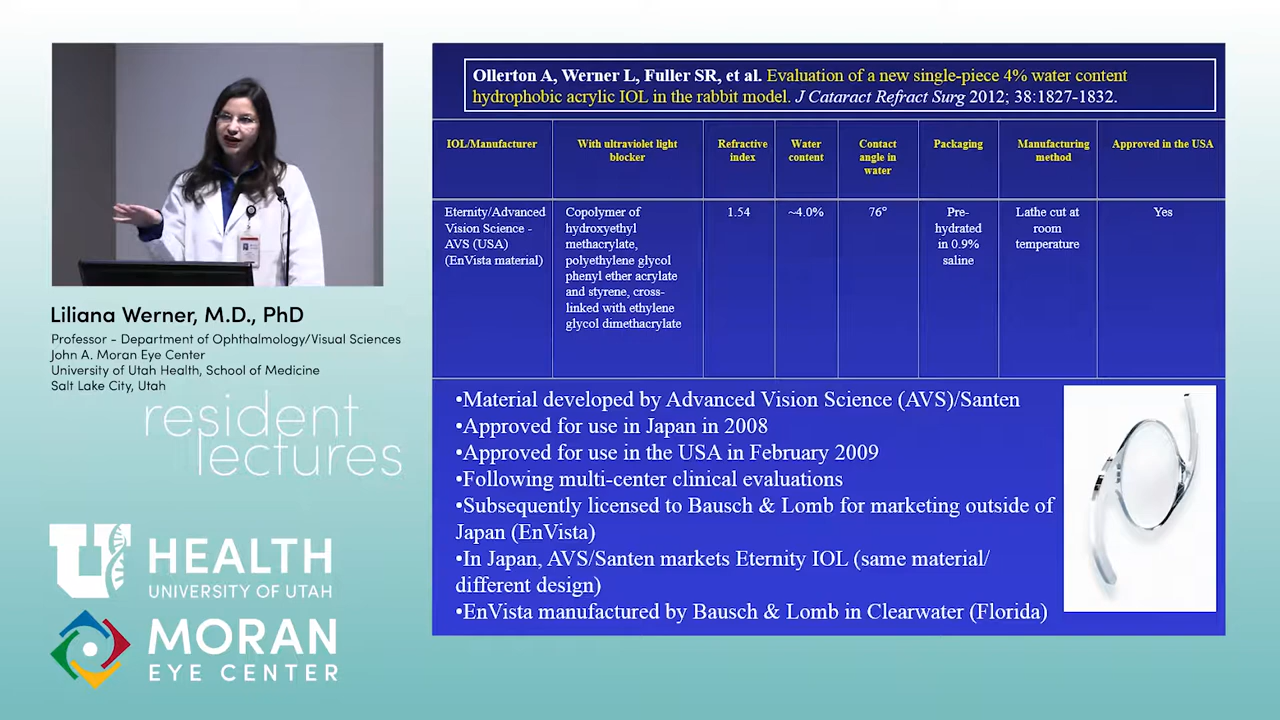 Ollerton A, Werner L, Fuller SR, et al. Evaluation of a new single-piece 4% water content
hydrophobic acrylic IOL in the rabbit model. J Cataract Refract Surg 2012; 38:1827-1832.
IOL/Manufacturer
With ultraviolet light
blocker
Refractive
index
Water
content
Contact
angle in
water
Packaging
Manufacturing
method
Approved in the USA
Eternity/Advanced
Vision Science -
AVS (USA)
(EnVista material)
Copolymer of
hydroxyethyl
methacrylate,
polyethylene glycol
phenyl ether acrylate
and styrene, cross-
linked with ethylene
glycol dimethacrylate
1.54
~4.0%
76°
Pre-
hydrated
in 0.9%
saline
Lathe cut at
room
temperature
Yes
•Material developed by Advanced Vision Science (AVS)/Santen
•Approved for use in Japan in 2008
•Approved for use in the USA in February 2009
•Following multi-center clinical evaluations
•Subsequently licensed to Bausch & Lomb for marketing outside of
Japan (EnVista)
•In Japan, AVS/Santen markets Eternity IOL (same material/
different design)
•EnVista manufactured by Bausch & Lomb in Clearwater (Florida)
Liliana Werner, M.D., PhD
Professor - Department of Ophthalmology/Visual Sciences
John A. Moran Eye Center
University of Utah Health, School of Medicine
Salt Lake City, Utah
resident
lectures
U HEALTH
UNIVERSITY OF UTAH
MORAN
EYE CENTER